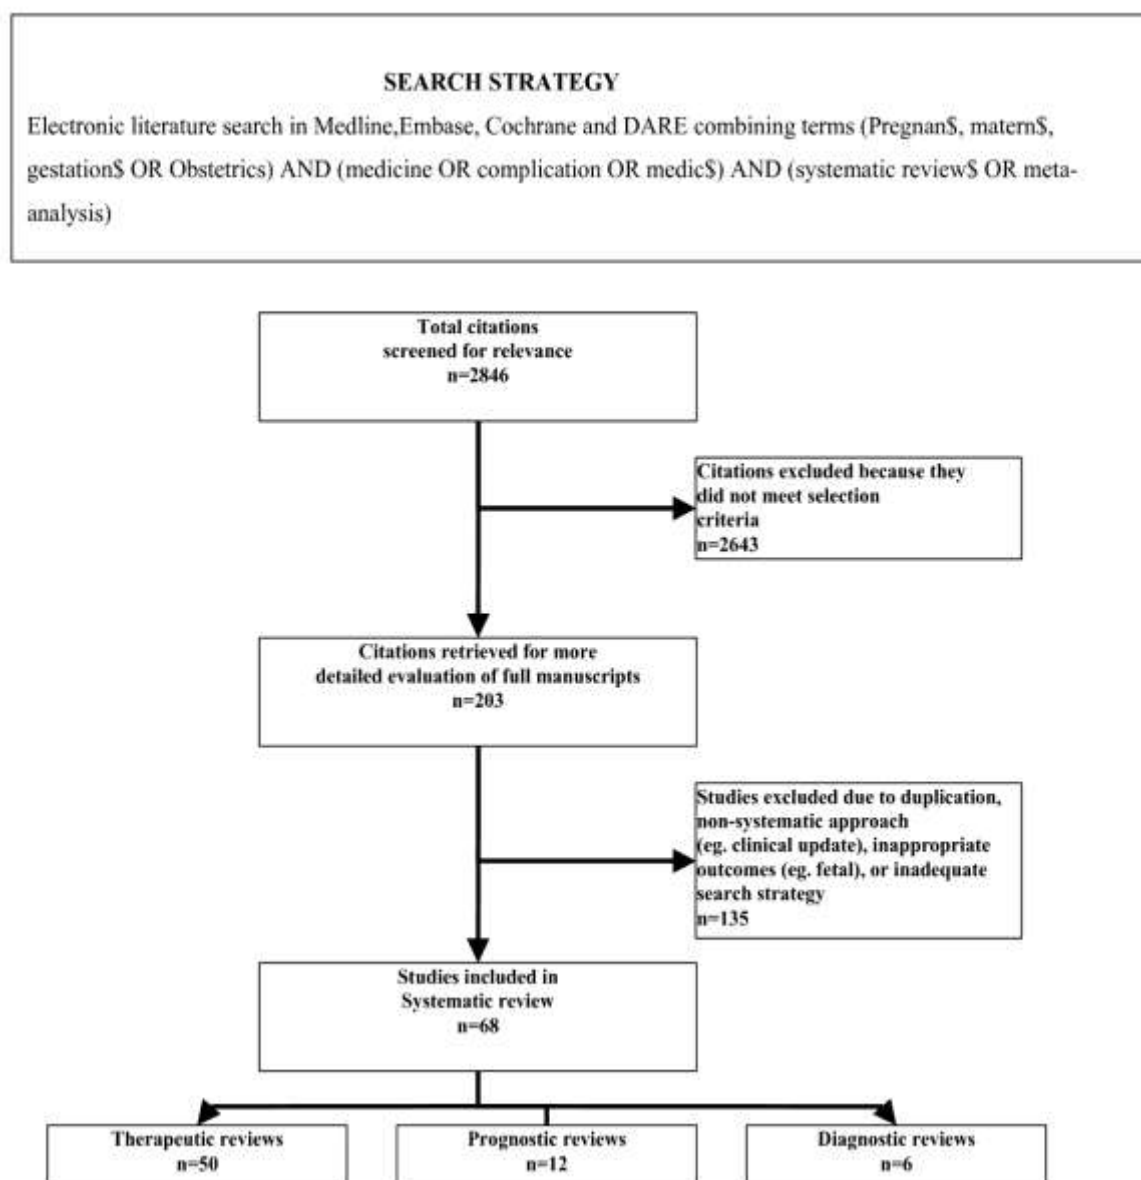 SEARCH STRATEGY
Electronic literature search in Medline,Embase, Cochrane and DARE combining terms (Pregnan$, matern$,
gestation$ OR Obstetrics) AND (medicine OR complication OR medic$) AND (systematic review$ OR meta-
analysis)
Total citations
screened for relevance
n=2846
Citations excluded because they
did not meet selection
criteria
n=2643
Citations retrieved for more
detailed evaluation of full manuscripts
n=203
Studies excluded due to duplication,
non-systematic approach
(eg. clinical update), inappropriate
outcomes (eg. fetal), or inadequate
search strategy
n=135
Studies included in
Systematic review
n=68
Therapeutic reviews
n=50
Prognostic reviews
n=12
Diagnostic reviews
n=6